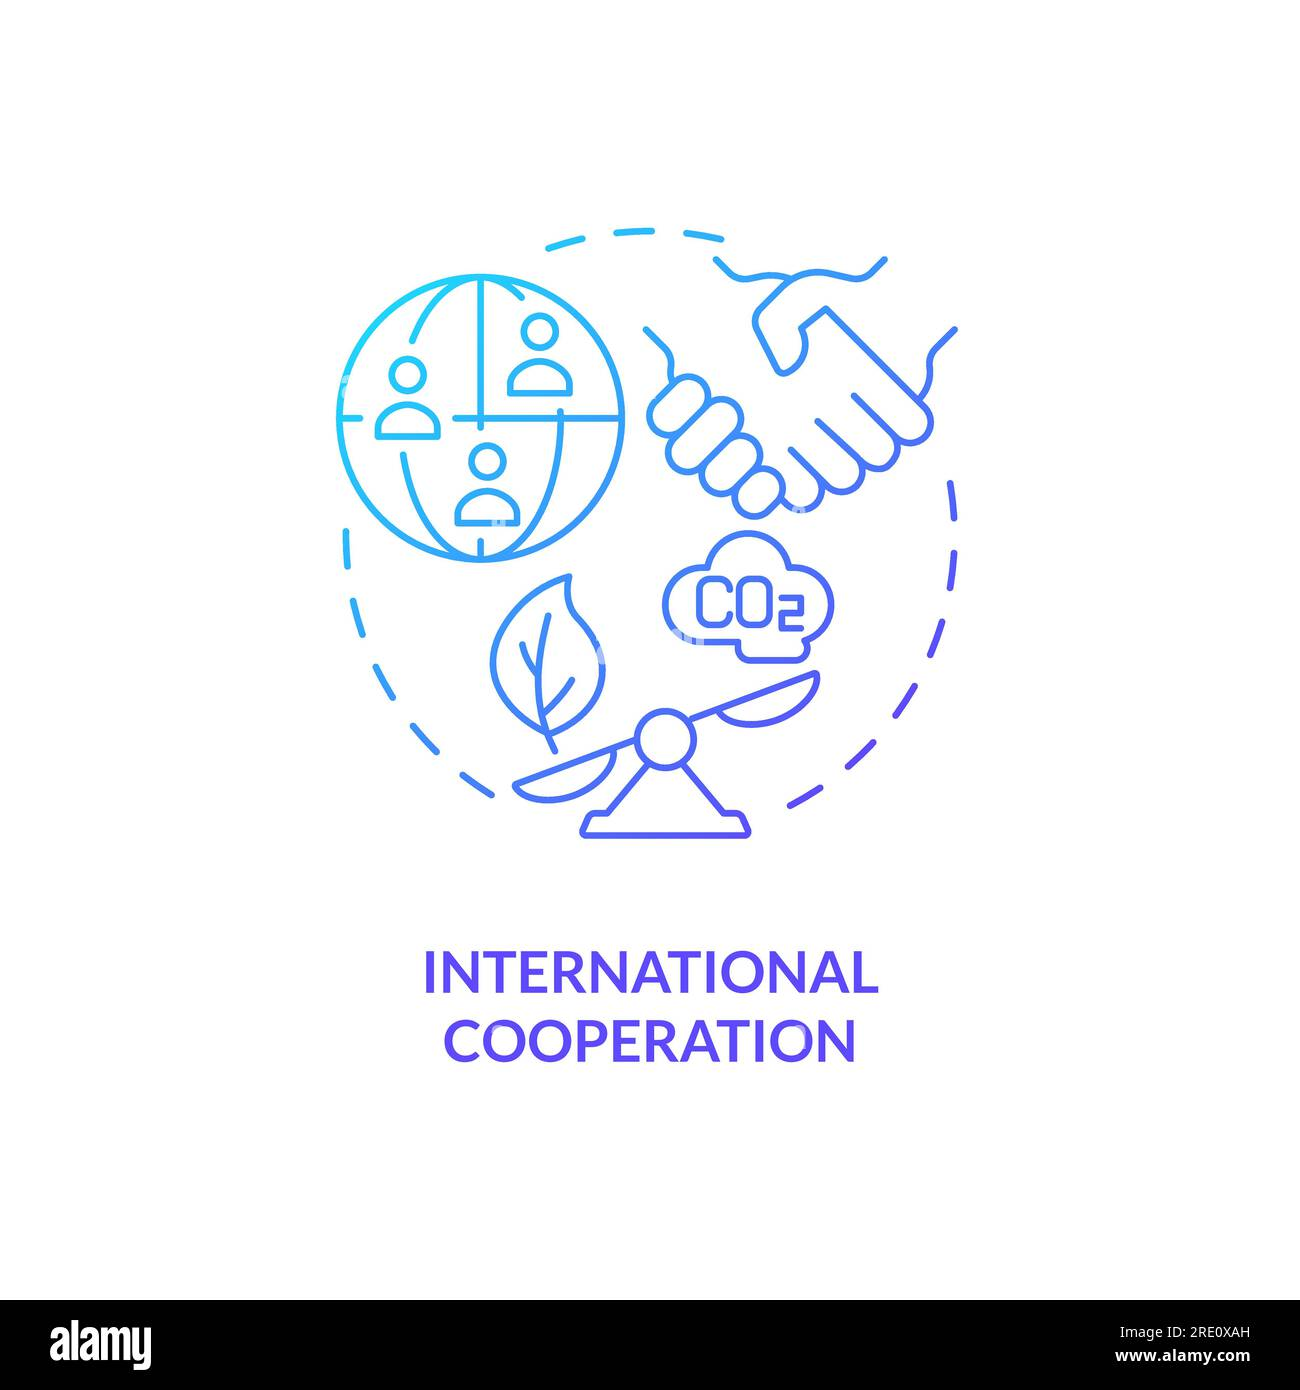 CO2
INTERNATIONAL
COOPERATION
alamy
Image ID: 2RE0XAH
www.alamy.com